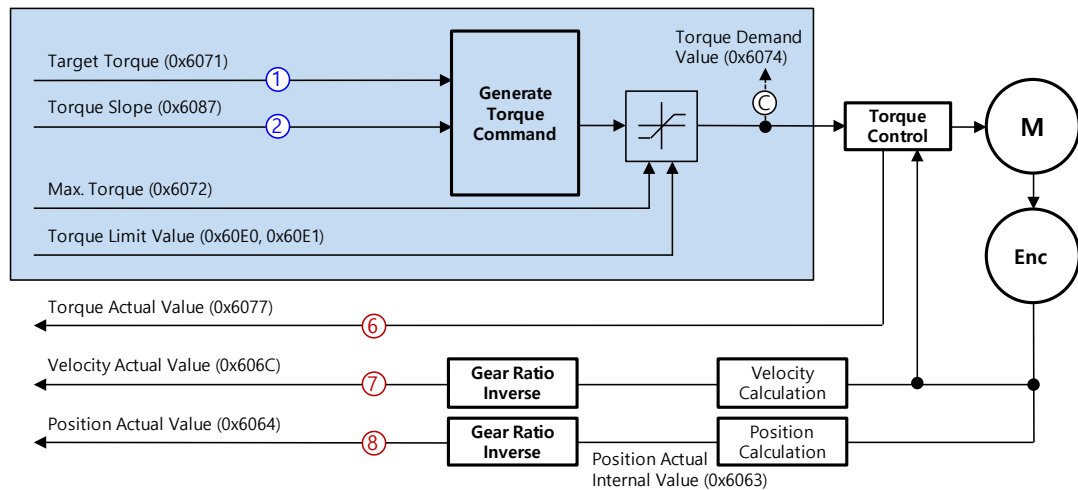 Torque Demand
Value (0x6074)
Target Torque (0x6071)
1
C
Torque Slope (0x6087)
2
Generate
Torque
Command
Torque
Control
M
Max. Torque (0x6072)
Torque Limit Value (0x60E0, 0x60E1)
Enc
Torque Actual Value (0x6077)
6
Velocity Actual Value (0x606C)
7
Gear Ratio
Inverse
Velocity
Calculation
Position Actual Value (0x6064)
8
Gear Ratio
Inverse
Position
Calculation
Position Actual
Internal Value (0x6063)